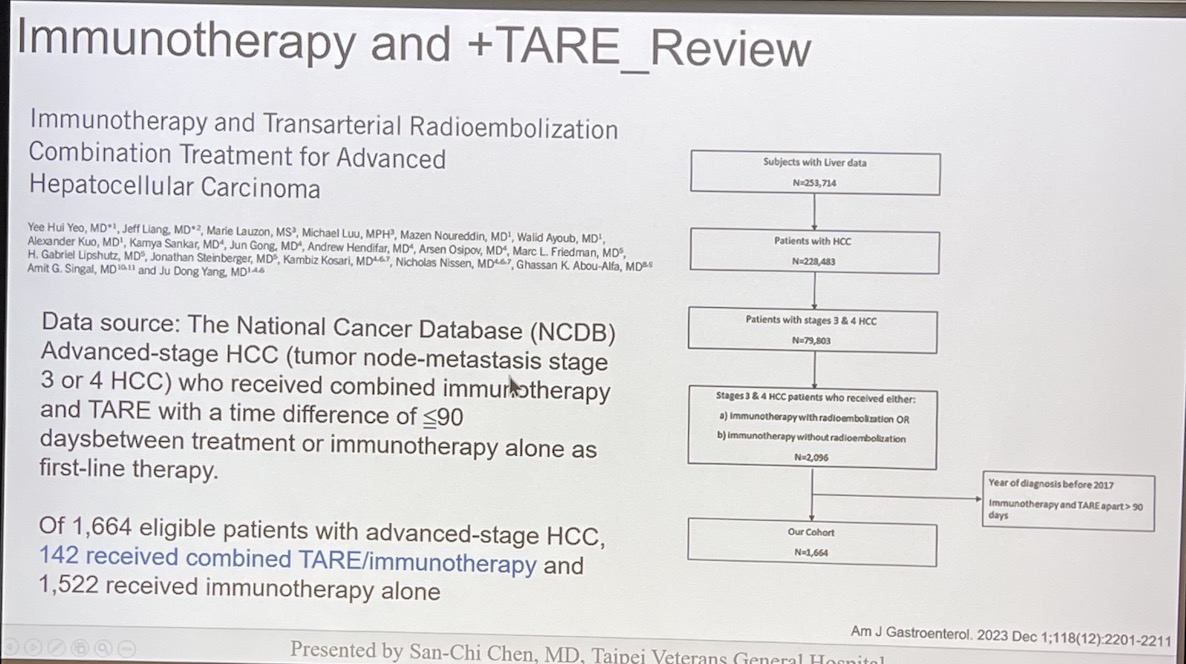 Immunotherapy and +TARE_Review
Immunotherapy and Transarterial Radioembolization
Combination Treatment for Advanced
Hepatocellular Carcinoma
Yee Hui Yeo, MD*¹, Jeff Liang, MD*², Marie Lauzon, MS³, Michael Luu, MPH³, Mazen Noureddin, MD¹, Walid Ayoub, MD¹,
Alexander Kuo, MD¹, Kamya Sankar, MD⁴, Jun Gong, MD⁴, Andrew Hendifar, MD⁴, Arsen Osipov, MD⁴, Marc L. Friedman, MD⁵,
H. Gabriel Lipshutz, MD⁵, Jonathan Steinberger, MD⁵, Kambiz Kosari, MD⁴,⁶,⁷, Nicholas Nissen, MD⁴,⁶,⁷, Ghassan K. Abou-Alfa, MD⁸,⁹
Amit G. Singal, MD¹⁰,¹¹ and Ju Dong Yang, MD¹,⁴,⁶
Data source: The National Cancer Database (NCDB)
Advanced-stage HCC (tumor node-metastasis stage
3 or 4 HCC) who received combined immunotherapy
and TARE with a time difference of ≦90
daysbetween treatment or immunotherapy alone as
first-line therapy.
Of 1,664 eligible patients with advanced-stage HCC,
142 received combined TARE/immunotherapy and
1,522 received immunotherapy alone
Subjects with Liver data
N=253,714
Patients with HCC
N=228,483
Patients with stages 3 & 4 HCC
N=79,803
Stages 3 & 4 HCC patients who received either:
a) Immunotherapy with radioembolization OR
b) Immunotherapy without radioembolization
N=2,096
Year of diagnosis before 2017
Immunotherapy and TARE apart > 90
days
Our Cohort
N=1,664
Am J Gastroenterol. 2023 Dec 1;118(12):2201-2211
Presented by San-Chi Chen, MD, Taipei Veterans General Hospital